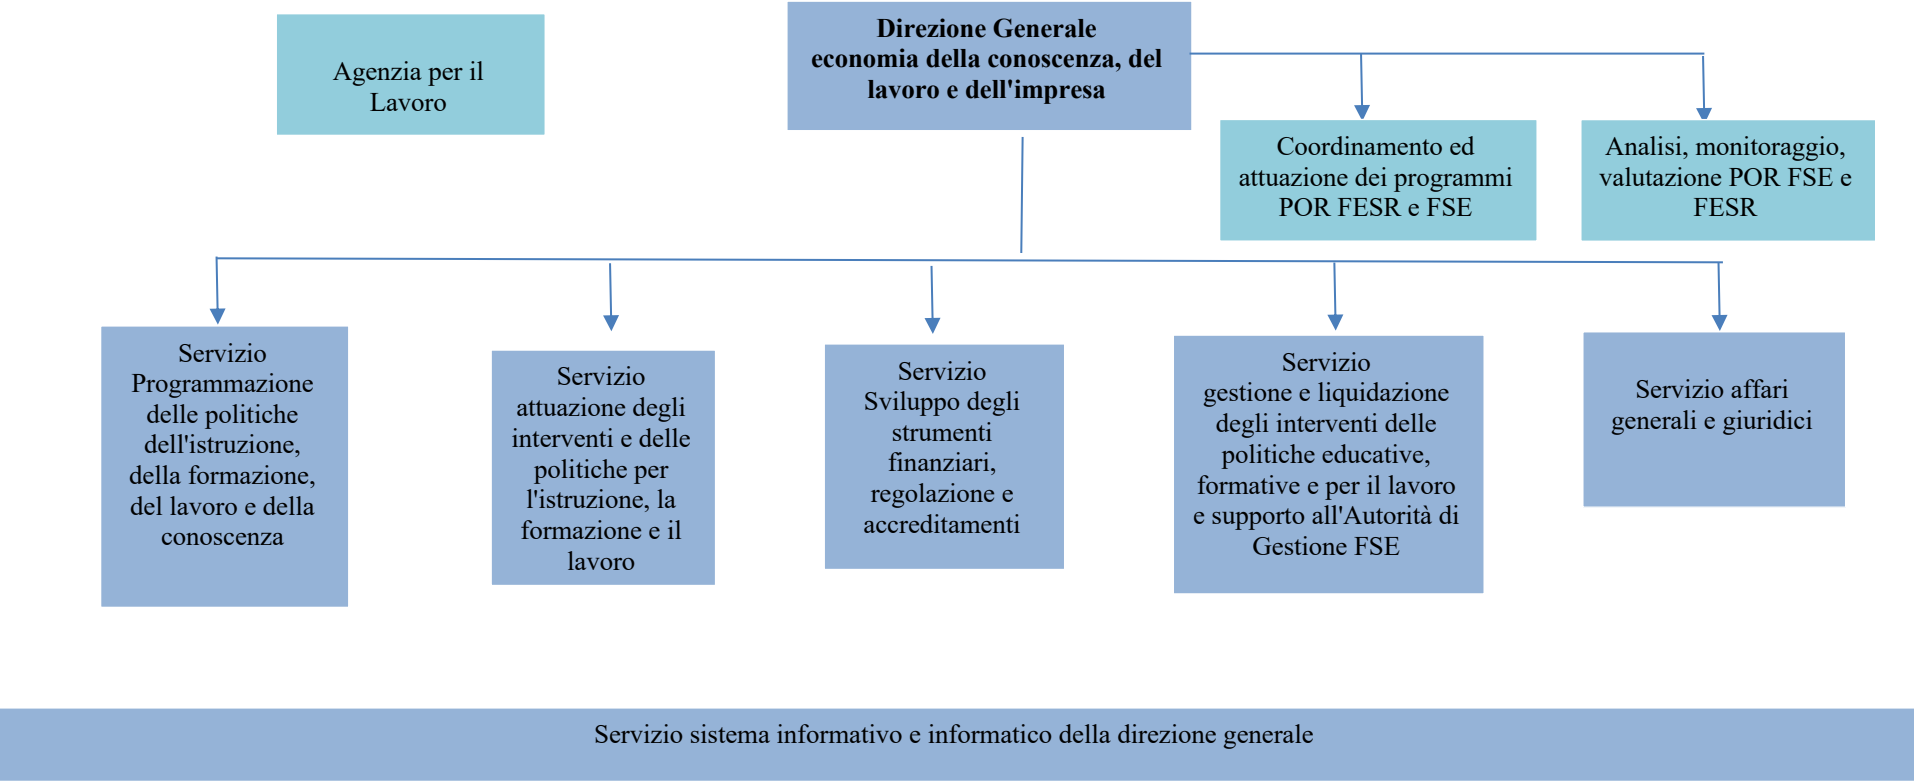 Agenzia per il
Lavoro
Direzione Generale
economia della conoscenza, del
lavoro e dell'impresa
Coordinamento ed
attuazione dei programmi
POR FESR e FSE
Analisi, monitoraggio,
valutazione POR FSE e
FESR
Servizio
Programmazione
delle politiche
dell'istruzione,
della formazione,
del lavoro e della
conoscenza
Servizio
attuazione degli
interventi e delle
politiche per
l'istruzione, la
formazione e il
lavoro
Servizio
Sviluppo degli
strumenti
finanziari,
regolazione e
accreditamenti
Servizio
gestione e liquidazione
degli interventi delle
politiche educative,
formative e per il lavoro
e supporto all'Autorità di
Gestione FSE
Servizio affari
generali e giuridici
Servizio sistema informativo e informatico della direzione generale